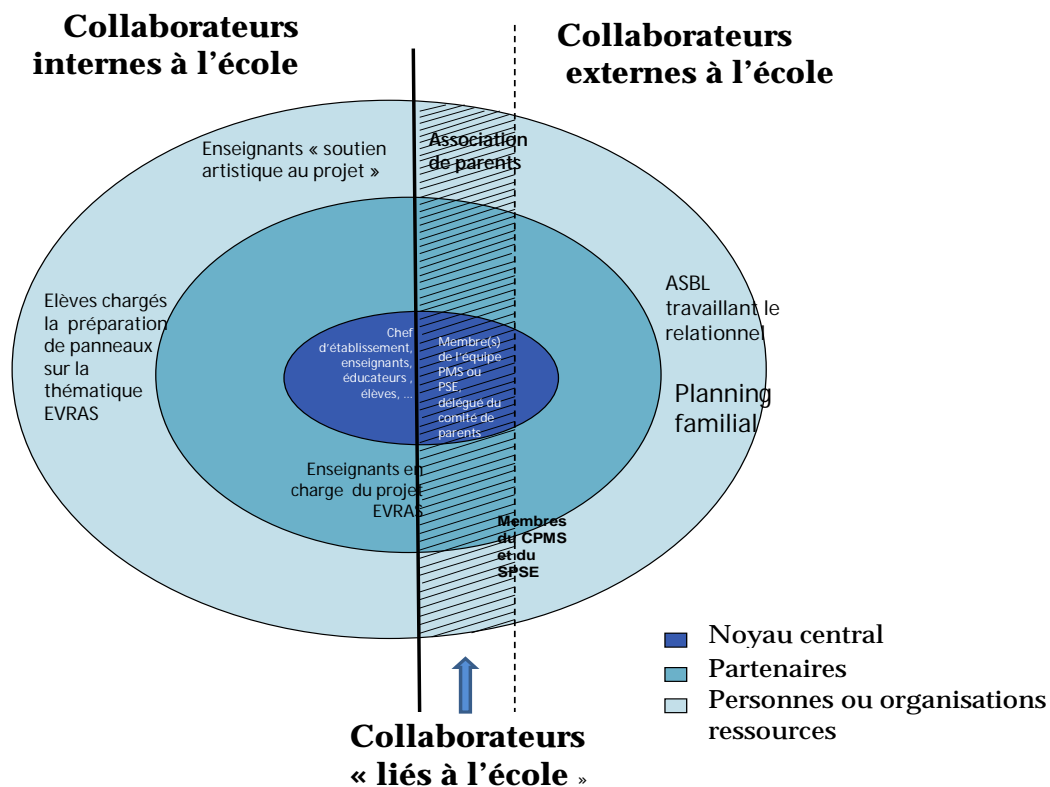 Collaborateurs
internes à l'école
Collaborateurs
externes à l'école
Enseignants « soutien
artistique au projet »
Association
de parents
Elèves chargés
la préparation
de panneaux
sur la
thématique
EVRAS
Chef
d'établissement,
enseignants,
éducateurs ,
élèves, ...
Membre(s)
de l'équipe
PMS ou
PSE,
délégué du
comité de
parents
ASBL
travaillant le
relationnel
Planning
familial
Enseignants en
charge du projet
EVRAS
Membres
du CPMS
et du
SPSE
Noyau central
Partenaires
Personnes ou organisations
ressources
Collaborateurs
« liés à l'école »